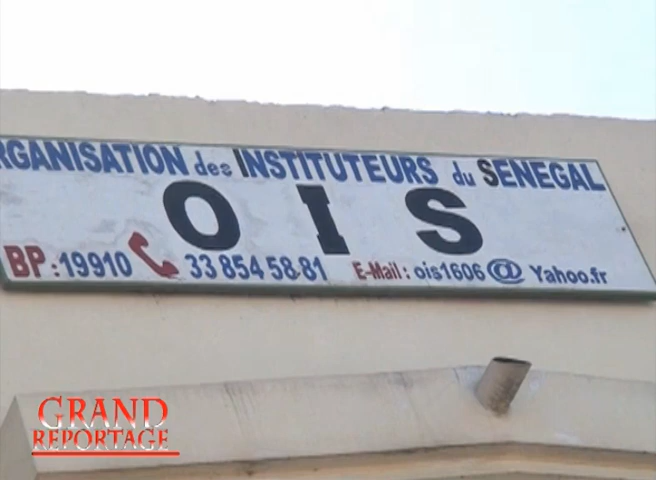 RGANISATION des INSTITUTEURS du SENEGAL
OIS
BP : 19910 33 854 58 81 E-Mail : ois1606@Yahoo.fr
GRAND
REPORTAGE